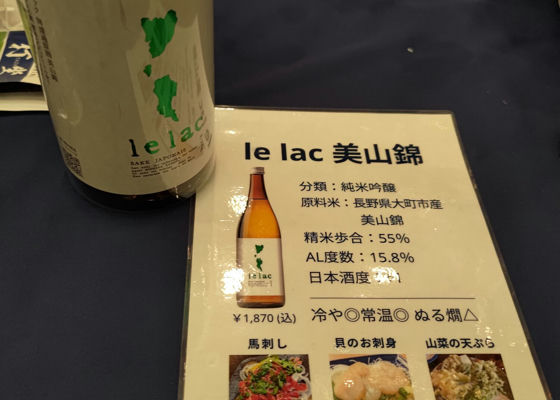 le lac
SAKE JAPONAIS
le lac 美山錦
分類：純米吟醸
原料米：長野県大町市産
美山錦
精米歩合：55%
AL度数：15.8%
日本酒度
le lac
￥1,870 (込)
冷や◎常温◎ ぬる燗△
馬刺し
貝のお刺身
山菜の天ぷら